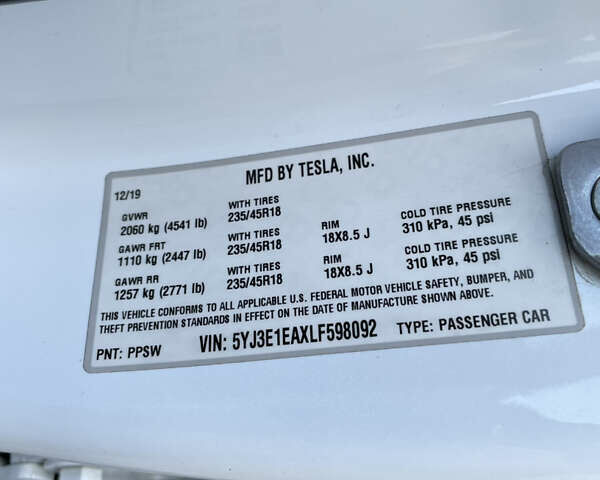 MFD BY TESLA, INC.
12/19
GVWR WITH TIRES
2060 kg (4541 lb) 235/45R18
GAWR FRT WITH TIRES RIM COLD TIRE PRESSURE
1110 kg (2447 lb) 235/45R18 18X8.5 J 310 kPa, 45 psi
GAWR RR WITH TIRES RIM COLD TIRE PRESSURE
1257 kg (2771 lb) 235/45R18 18X8.5 J 310 kPa, 45 psi
THIS VEHICLE CONFORMS TO ALL APPLICABLE U.S. FEDERAL MOTOR VEHICLE SAFETY, BUMPER, AND
THEFT PREVENTION STANDARDS IN EFFECT ON THE DATE OF MANUFACTURE SHOWN ABOVE.
PNT: PPSW VIN: 5YJ3E1EAXLF598092 TYPE: PASSENGER CAR